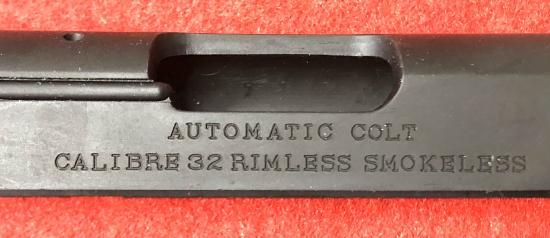 AUTOMATIC COLT
CALIBRE 32 RIMLESS SMOKELESS